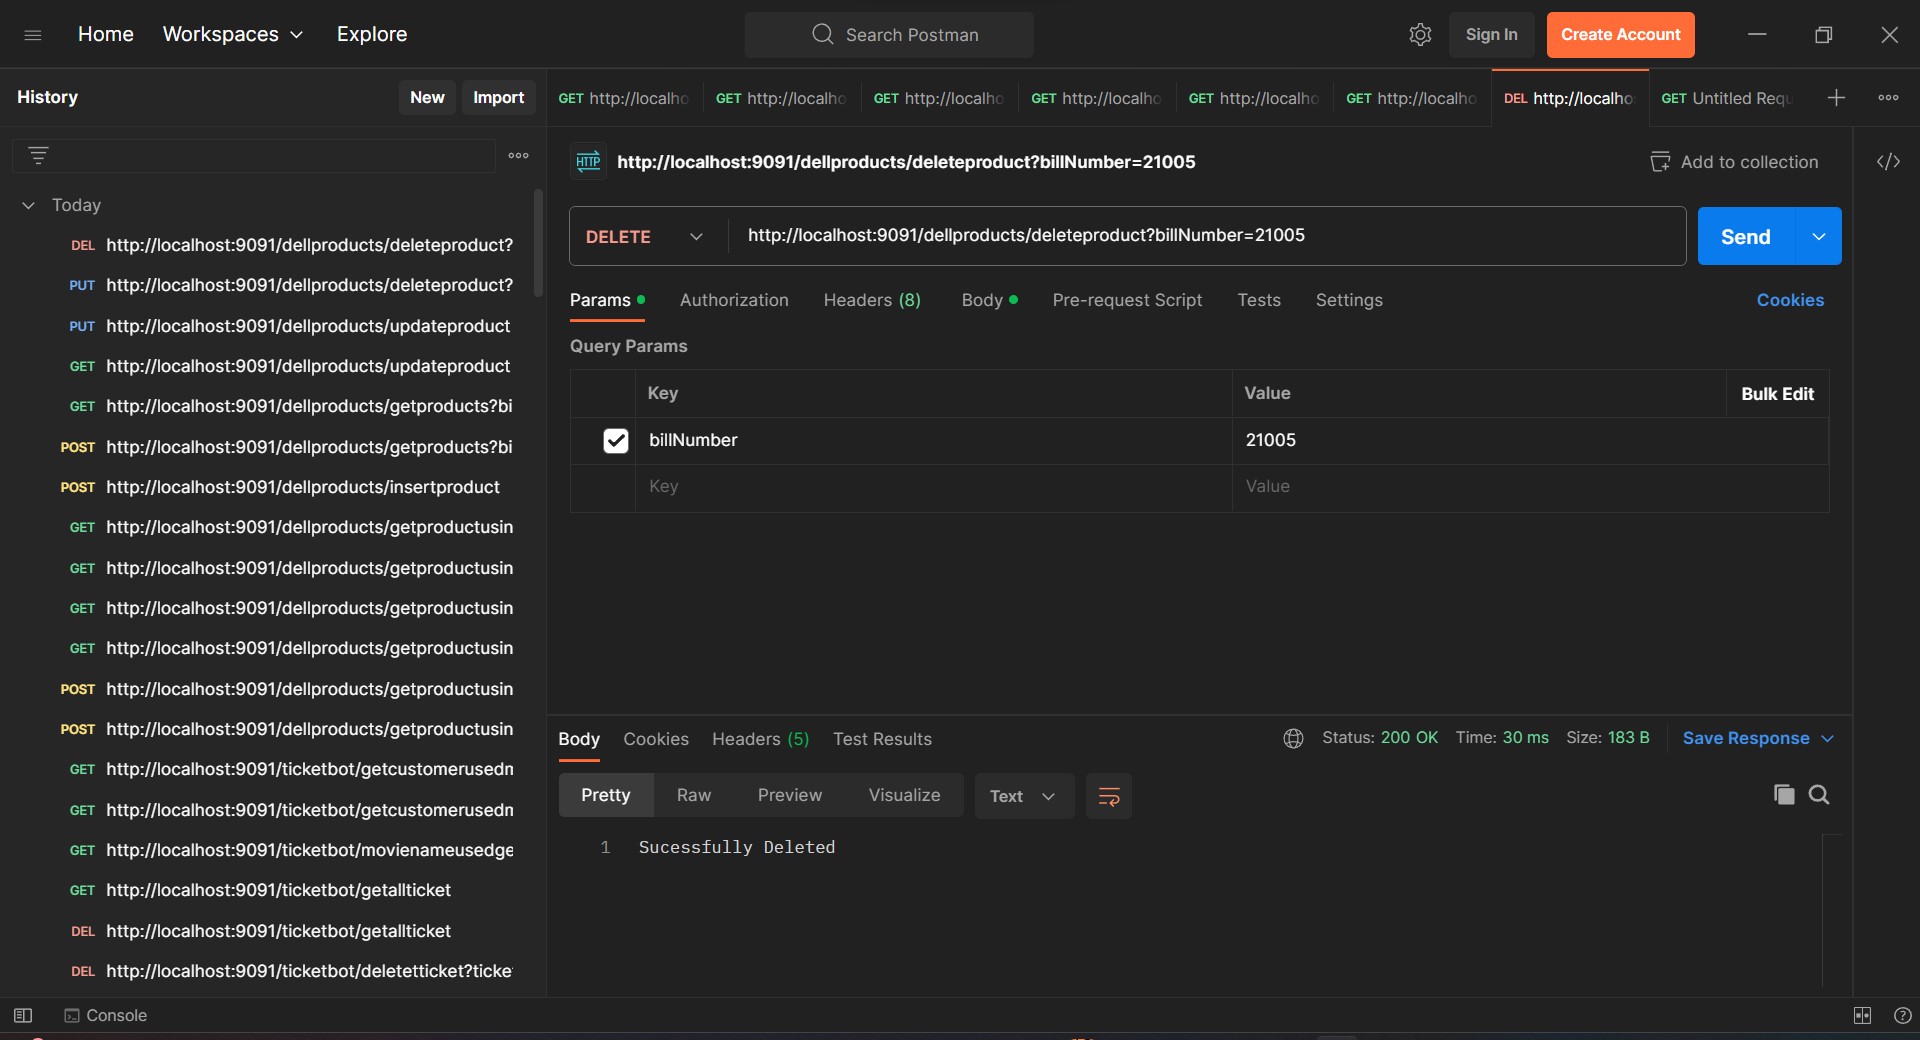 Home Workspaces Explore Search Postman Sign In Create Account
History New Import
GET http://localho GET http://localho GET http://localho GET http://localho GET http://localho GET http://localho DEL http://localho GET Untitled Requ
HTTP http://localhost:9091/dellproducts/deleteproduct?billNumber=21005 Add to collection
Today
DEL http://localhost:9091/dellproducts/deleteproduct?
PUT http://localhost:9091/dellproducts/deleteproduct?
PUT http://localhost:9091/dellproducts/updateproduct
GET http://localhost:9091/dellproducts/updateproduct
GET http://localhost:9091/dellproducts/getproducts?bi
POST http://localhost:9091/dellproducts/getproducts?bi
POST http://localhost:9091/dellproducts/insertproduct
GET http://localhost:9091/dellproducts/getproductusin
GET http://localhost:9091/dellproducts/getproductusin
GET http://localhost:9091/dellproducts/getproductusin
GET http://localhost:9091/dellproducts/getproductusin
POST http://localhost:9091/dellproducts/getproductusin
POST http://localhost:9091/dellproducts/getproductusin
GET http://localhost:9091/ticketbot/getcustomerusedm
GET http://localhost:9091/ticketbot/getcustomerusedm
GET http://localhost:9091/ticketbot/movienameusedge
GET http://localhost:9091/ticketbot/getallticket
DEL http://localhost:9091/ticketbot/getallticket
DEL http://localhost:9091/ticketbot/deletetticket?ticke
DELETE http://localhost:9091/dellproducts/deleteproduct?billNumber=21005 Send
Params Authorization Headers (8) Body Pre-request Script Tests Settings Cookies
Query Params
Key Value Bulk Edit
billNumber 21005
Key Value
Body Cookies Headers (5) Test Results Status: 200 OK Time: 30 ms Size: 183 B Save Response
Pretty Raw Preview Visualize Text
1 Sucessfully Deleted
Console